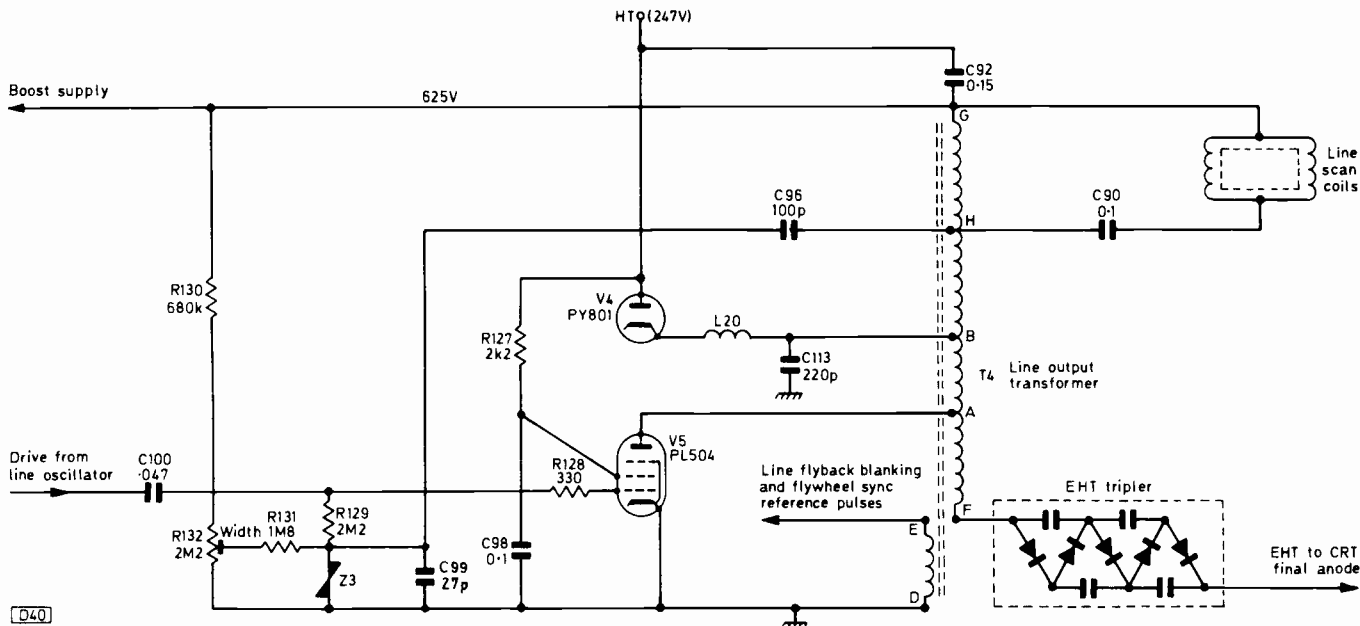 HT (247V)
C92
0·15
Boost supply
625V
G
Line
scan
coils
C96
100p
H
C90
0·1
R130
680k
V4
PY801
L20
B
R127
2k2
C113
220p
T4 Line output
transformer
A
V5
PL504
Drive from
line oscillator
C100
·047
R128
330
Line flyback blanking
and flywheel sync
reference pulses
EHT tripler
F
R129
2M2
R132
2M2
Width
R131
1M8
E
C98
0·1
Z3
C99
27p
EHT to CRT
final anode
D
D40